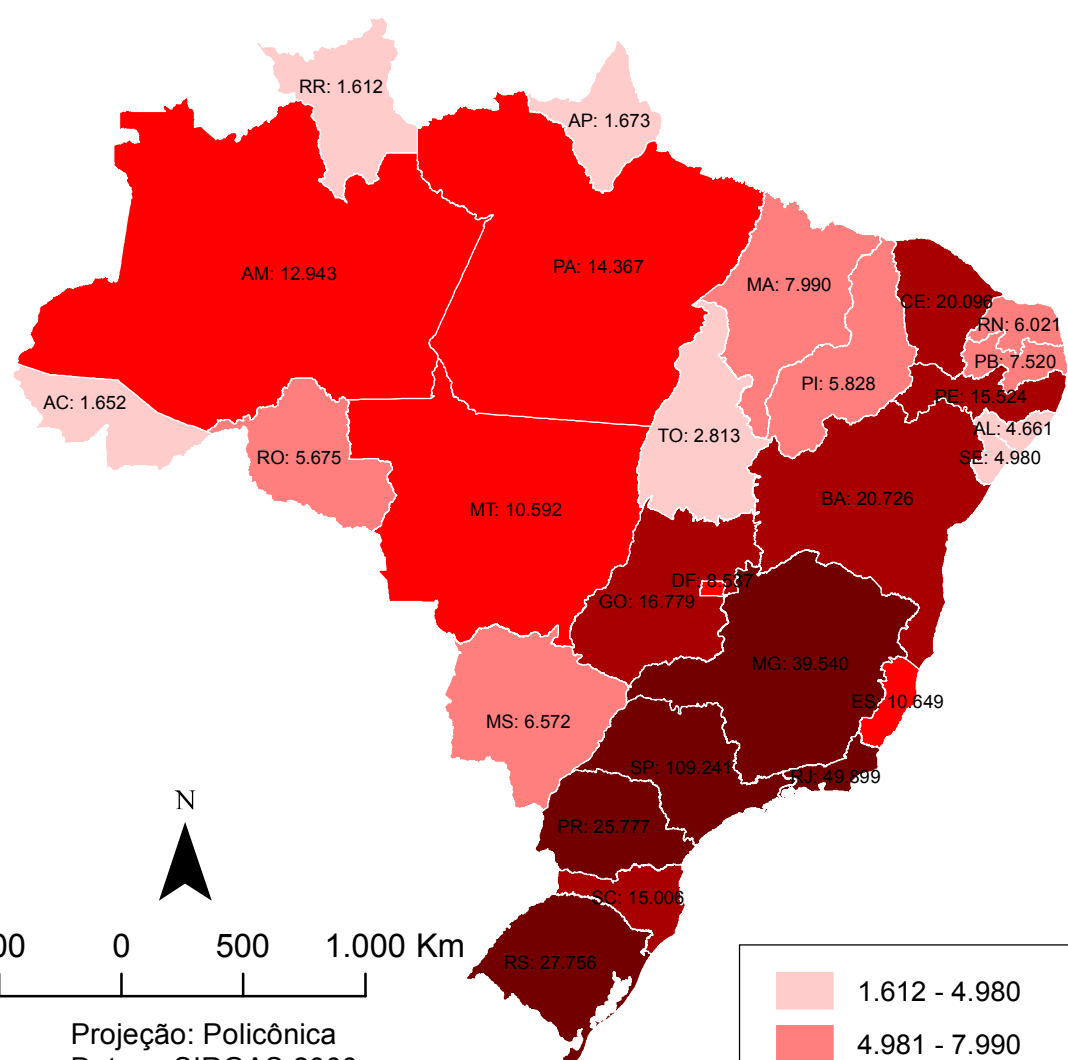 RR: 1.612
AP: 1.673
AM: 12.943
PA: 14.367
MA: 7.990
CE: 20.096
RN: 6.021
PB: 7.520
PI: 5.828
PE: 15.524
AC: 1.652
AL: 4.661
TO: 2.813
RO: 5.675
SE: 4.980
BA: 20.726
MT: 10.592
DF:
GO: 16.779
MG: 39.540
ES: 10.649
MS: 6.572
SP: 109.241
RJ:
N
PR: 25.777
SC: 15.006
0 500 1.000 Km
RS: 27.756
1.612 - 4.980
Projeção: Policônica
4.981 - 7.990
SIRGAS 2000